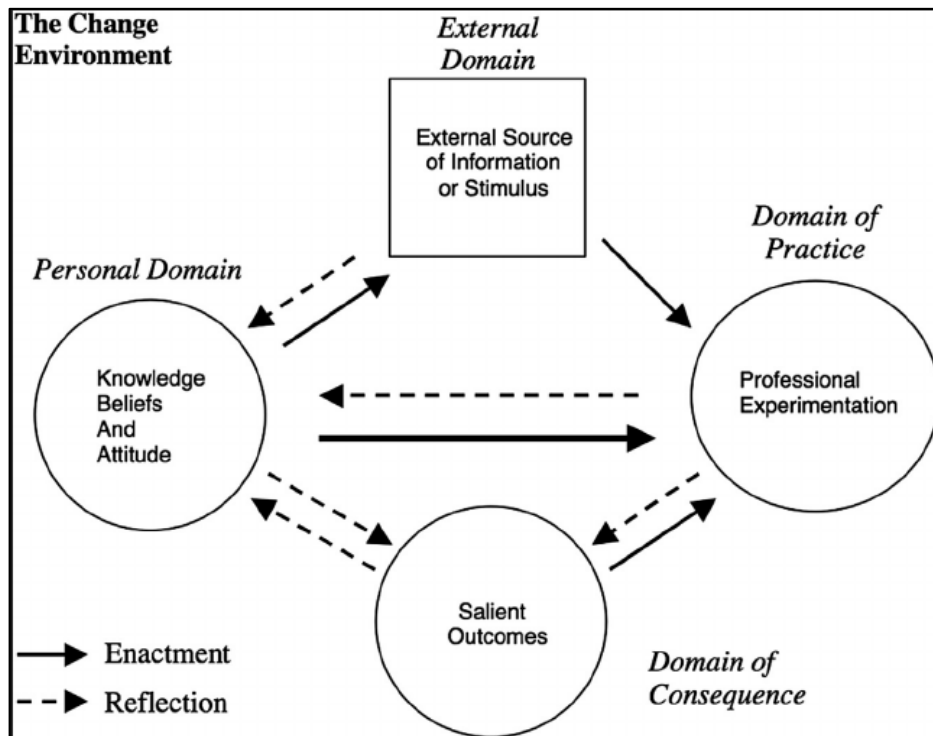 The Change
Environment
External
Domain
External Source
of Information
or Stimulus
Domain of
Practice
Personal Domain
Knowledge
Beliefs
And
Attitude
Professional
Experimentation
Salient
Outcomes
Enactment
Reflection
Domain of
Consequence